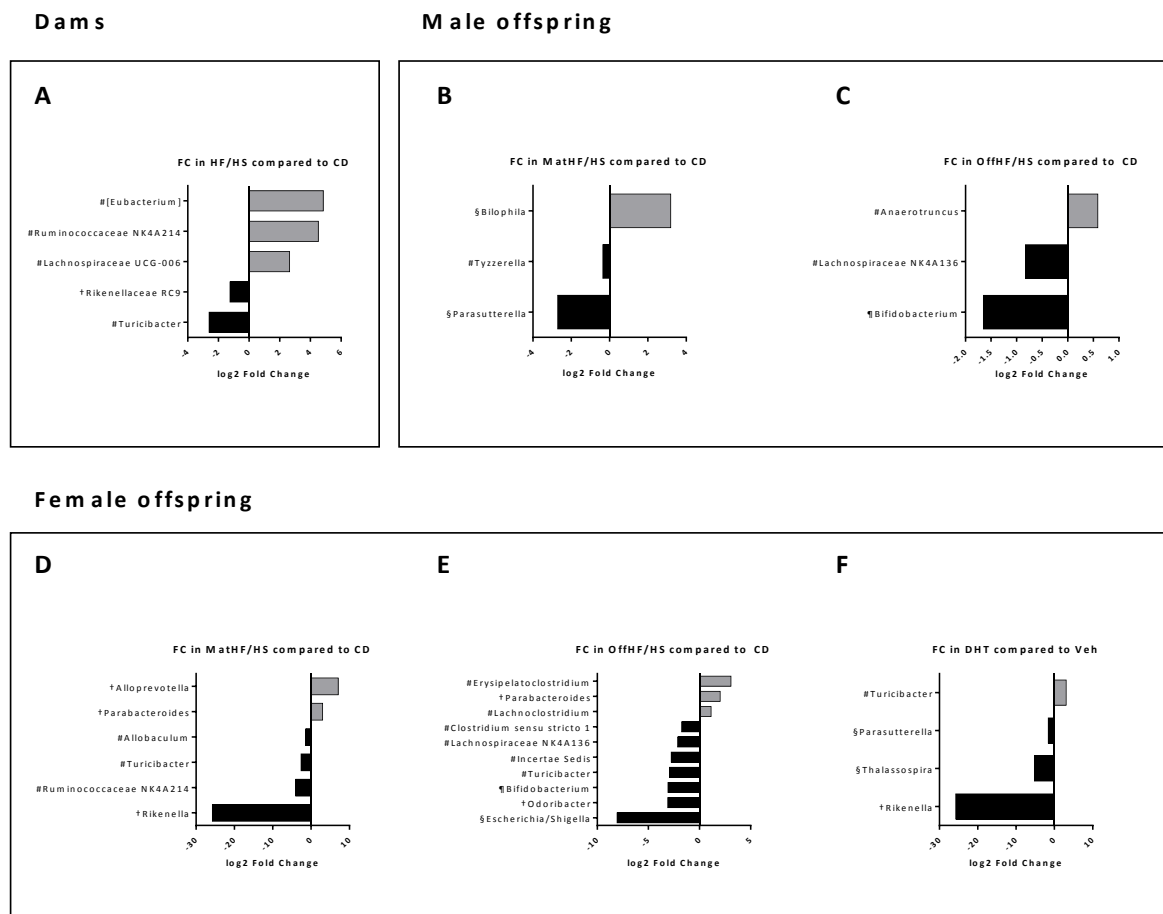 Dams
Male offspring
A
FC in HF/HS compared to CD
#[Eubacterium]
#Ruminococcaceae NK4A214
#Lachnospiraceae UCG-006
†Rikenellaceae RC9
#Turicibacter
-4 -2 0 2 4 6
log2 Fold Change
B
FC in MatHF/HS compared to CD
§Bilophila
#Tyzzerella
§Parasutterella
-4 -2 0 2 4
log2 Fold Change
C
FC in OffHF/HS compared to CD
#Anaerotruncus
#Lachnospiraceae NK4A136
¶Bifidobacterium
-2.0 -1.5 -1.0 -0.5 0.0 0.5 1.0
log2 Fold Change
Female offspring
D
FC in MatHF/HS compared to CD
†Alloprevotella
†Parabacteroides
#Allobaculum
#Turicibacter
#Ruminococcaceae NK4A214
†Rikenella
-30 -20 -10 0 10
log2 Fold Change
E
FC in OffHF/HS compared to CD
#Erysipelatoclostridium
†Parabacteroides
#Lachnoclostridium
#Clostridium sensu stricto 1
#Lachnospiraceae NK4A136
#Incertae Sedis
#Turicibacter
¶Bifidobacterium
†Odoribacter
§Escherichia/Shigella
-10 -5 0 5
log2 Fold Change
F
FC in DHT compared to Veh
#Turicibacter
§Parasutterella
§Thalassospira
†Rikenella
-30 -20 -10 0 10
log2 Fold Change